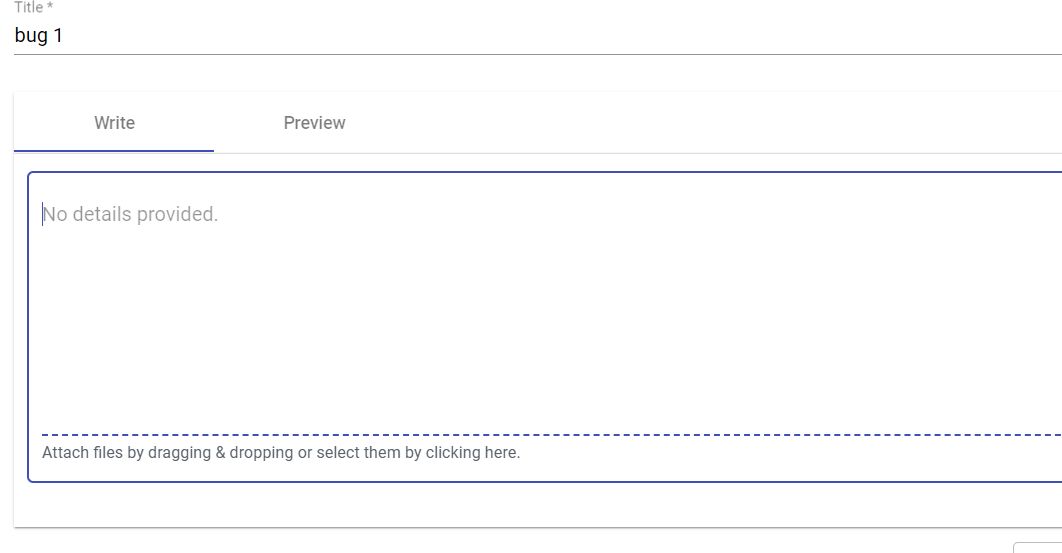 Title *
bug 1
Write Preview
No details provided.
Attach files by dragging & dropping or select them by clicking here.